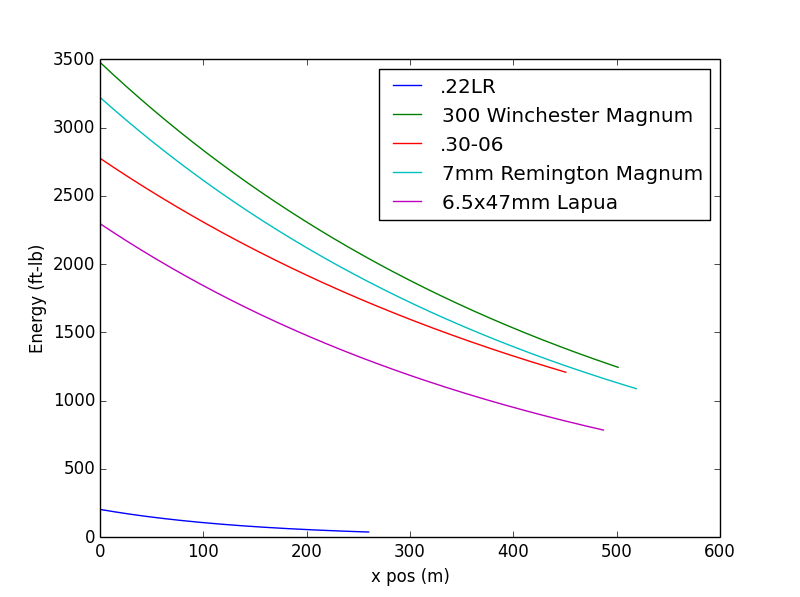 3500
3000
2500
2000
1500
1000
500
0
Energy (ft-lb)
.22LR
300 Winchester Magnum
.30-06
7mm Remington Magnum
6.5x47mm Lapua
0 100 200 300 400 500 600
x pos (m)